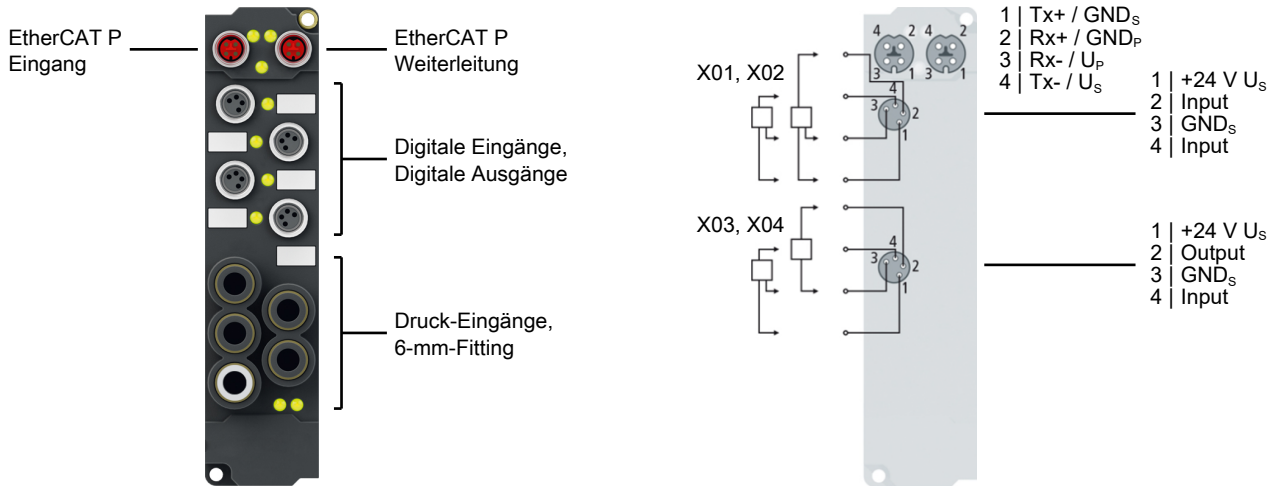 EtherCAT P
Eingang
EtherCAT P
Weiterleitung
Digitale Eingänge,
Digitale Ausgänge
Druck-Eingänge,
6-mm-Fitting
1 | Tx+ / GNDS
2 | Rx+ / GNDP
3 | Rx- / UP
4 | Tx- / US
4 2
3 1
4 2
3 1
X01, X02
4
3 2
1
1 | +24 V US
2 | Input
3 | GNDS
4 | Input
X03, X04
4
3 2
1
1 | +24 V US
2 | Output
3 | GNDS
4 | Input